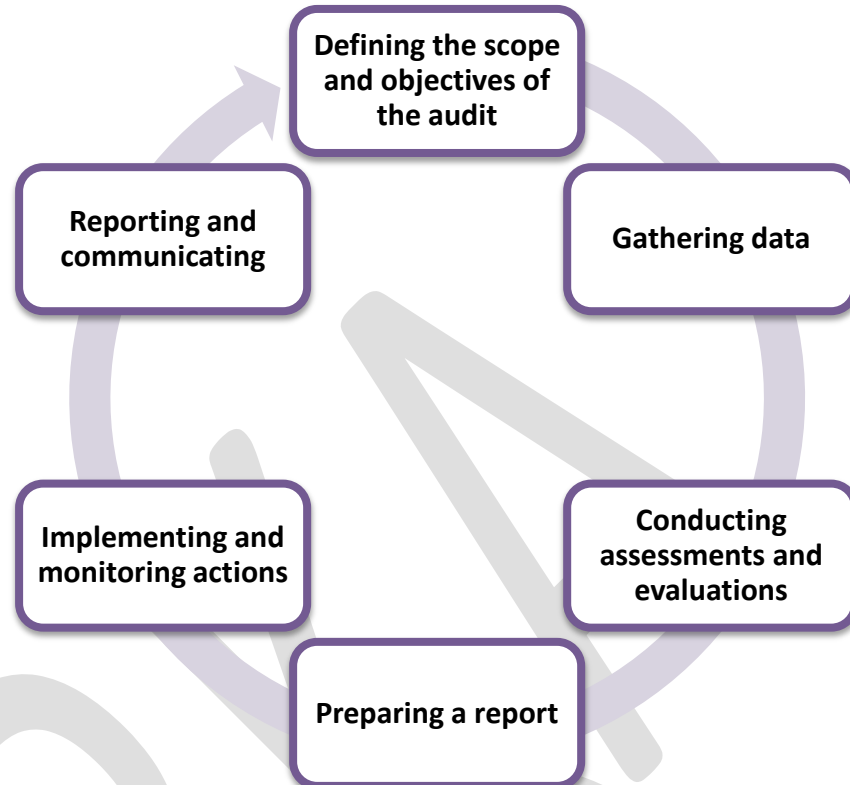 Defining the scope
and objectives of
the audit
Gathering data
Conducting
assessments and
evaluations
Preparing a report
Implementing and
monitoring actions
Reporting and
communicating